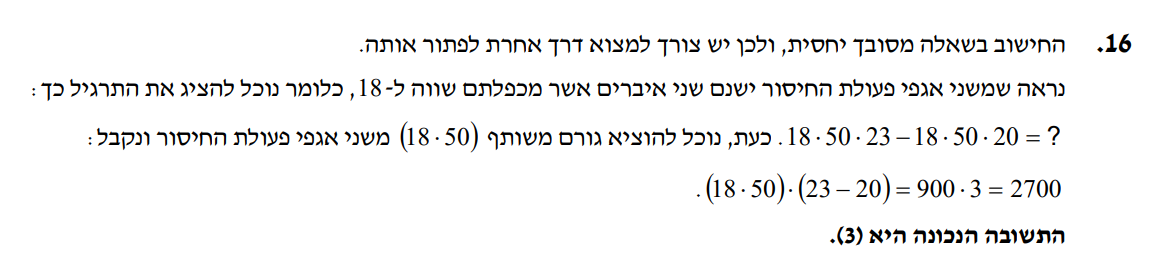 16. החישוב בשאלה מסובך יחסית, ולכן יש צורך למצוא דרך אחרת לפתור אותה.
נראה שמשני אגפי פעולת החיסור ישנם שני איברים אשר מכפלתם שווה ל-18, כלומר נוכל להציג את התרגיל כך:
18 · 50 · 23 – 18 · 50 · 20 = ?. כעת, נוכל להוציא גורם משותף (18 · 50) משני אגפי פעולת החיסור ונקבל:
(18 · 50) · (23 – 20) = 900 · 3 = 2700.
התשובה הנכונה היא (3).